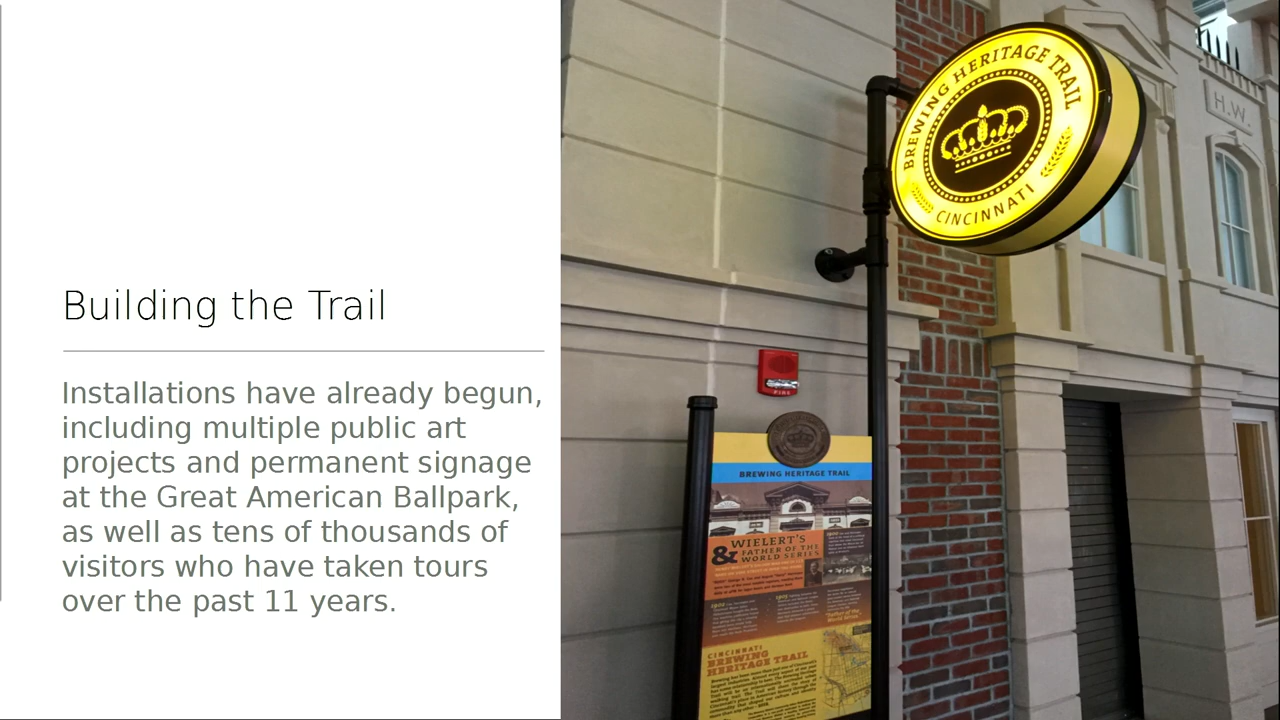 Building the Trail
Installations have already begun,
including multiple public art
projects and permanent signage
at the Great American Ballpark,
as well as tens of thousands of
visitors who have taken tours
over the past 11 years.
BREWING HERITAGE TRAIL
CINCINNATI
H.W.
FIRE
BREWING HERITAGE TRAIL
WIELERT'S
& FATHER OF THE
WORLD SERIES
CINCINNATI
BREWING
HERITAGE TRAIL